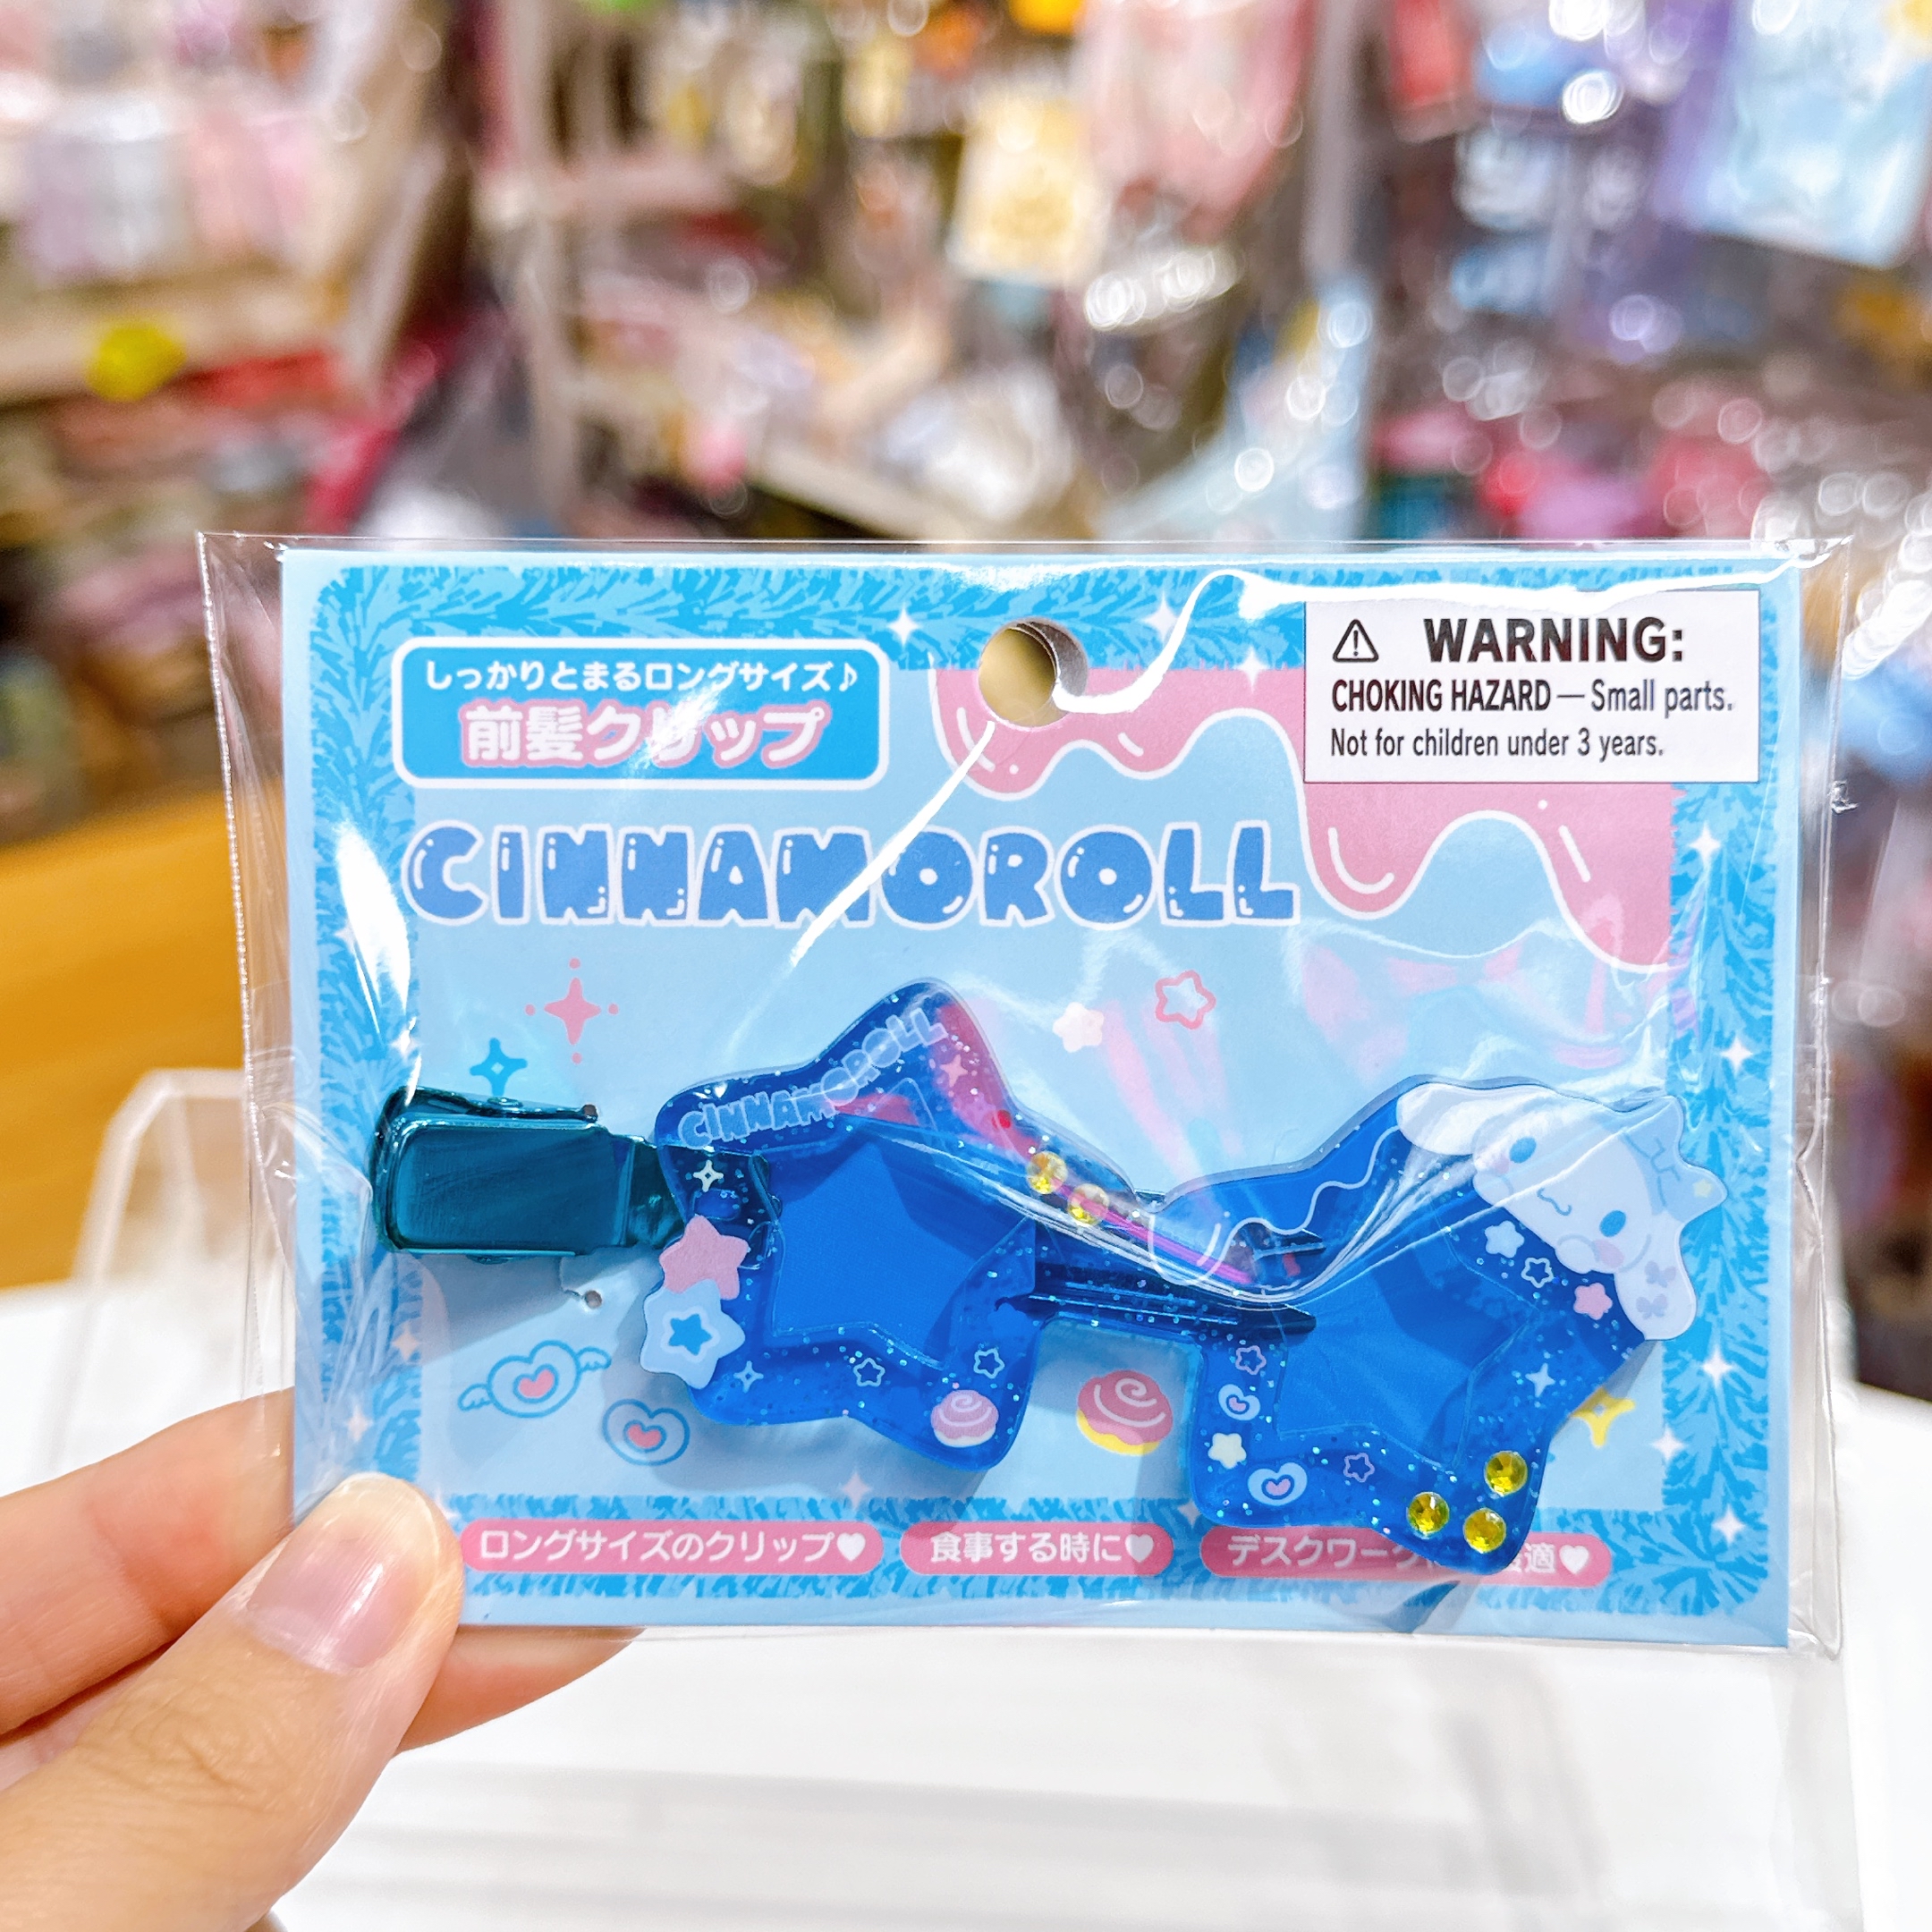 しっかりとまるロングサイズ♪
前髪クリップ
WARNING:
CHOKING HAZARD — Small parts.
Not for children under 3 years.
CINNAMOROLL
CINNAMOROLL
ロングサイズのクリップ♥
食事する時に♥
デスクワーク 適♥